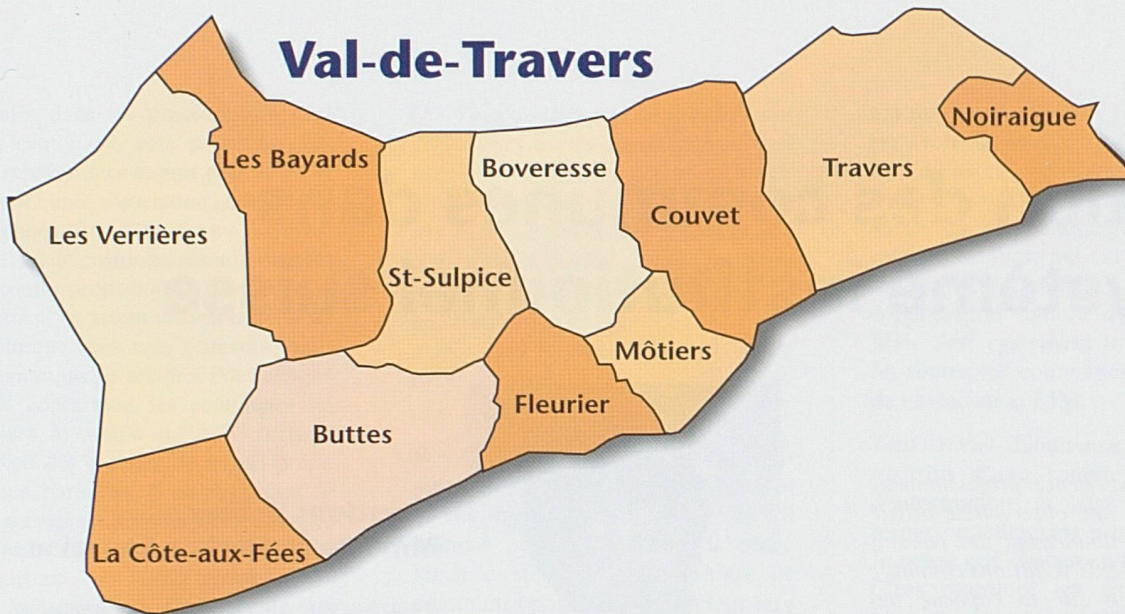 Val-de-Travers
Noiraigue
Les Bayards
Boveresse
Travers
Couvet
Les Verrières
St-Sulpice
Môtiers
Fleurier
Buttes
La Côte-aux-Fées